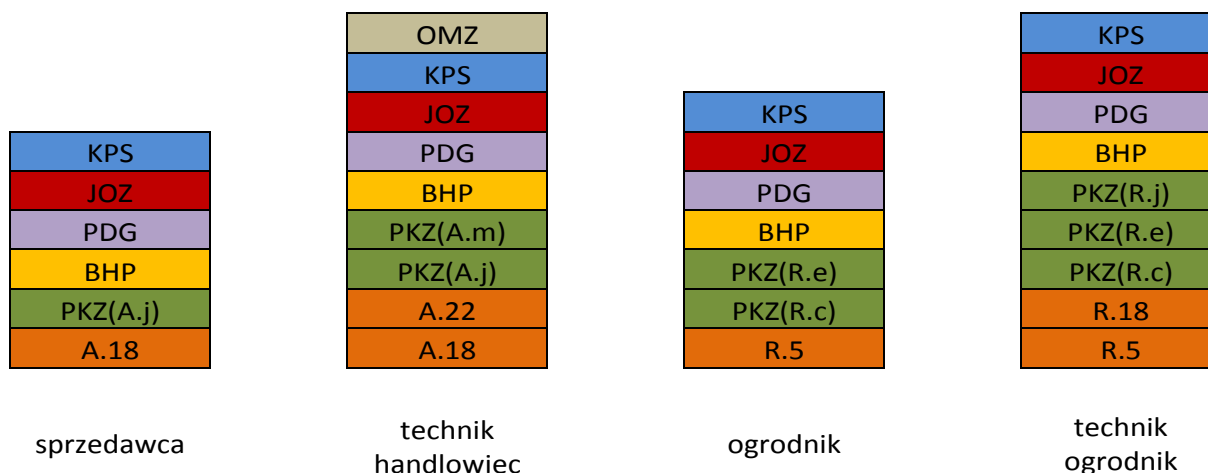 KPS
JOZ
PDG
BHP
PKZ(A.j)
A.18
sprzedawca
OMZ
KPS
JOZ
PDG
BHP
PKZ(A.m)
PKZ(A.j)
A.22
A.18
technik
handlowiec
KPS
JOZ
PDG
BHP
PKZ(R.e)
PKZ(R.c)
R.5
ogrodnik
KPS
JOZ
PDG
BHP
PKZ(R.j)
PKZ(R.e)
PKZ(R.c)
R.18
R.5
technik
ogrodnik